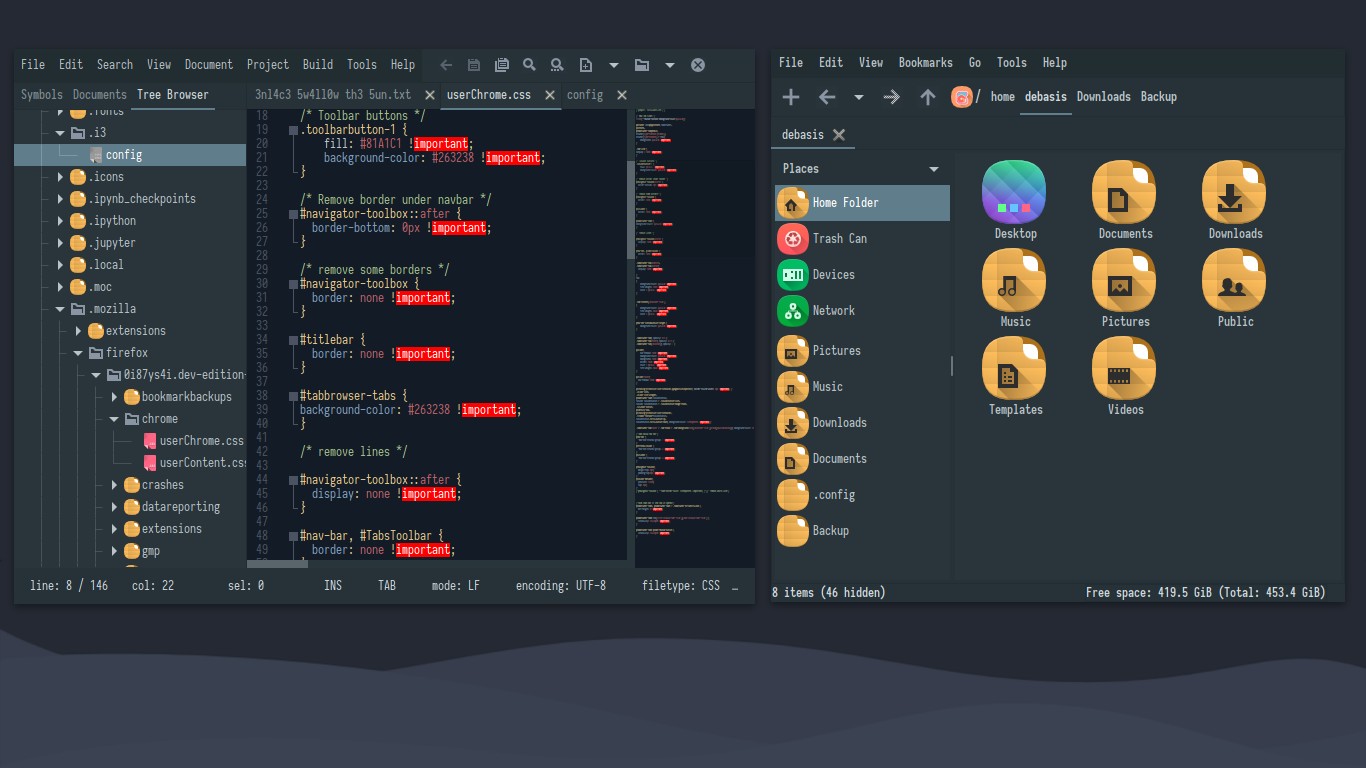 File Edit Search View Document Project Build Tools Help
Symbols Documents Tree Browser
3nl4c3 5w4ll0w th3 5un.txt userChrome.css config
.fonts
.i3
config
.icons
.ipynb_checkpoints
.ipython
.jupyter
.local
.moc
.mozilla
extensions
firefox
0i87ys4i.dev-edition-
bookmarkbackups
chrome
userChrome.css
userContent.css
crashes
datareporting
extensions
gmp
18 /* Toolbar buttons */
19 .toolbarbutton-1 {
20 fill: #81A1C1 !important;
21 background-color: #263238 !important;
22 }
23
24 /* Remove border under navbar */
25 #navigator-toolbox::after {
26 border-bottom: 0px !important;
27 }
28
29 /* remove some borders */
30 #navigator-toolbox {
31 border: none !important;
32 }
33
34 #titlebar {
35 border: none !important;
36 }
37
38 #tabbrowser-tabs {
39 background-color: #263238 !important;
40 }
41
42 /* remove lines */
43
44 #navigator-toolbox::after {
45 display: none !important;
46 }
47
48 #nav-bar, #TabsToolbar {
49 border: none !important;
line: 8 / 146 col: 22 sel: 0 INS TAB mode: LF encoding: UTF-8 filetype: CSS …
File Edit View Bookmarks Go Tools Help
/ home debasis Downloads Backup
debasis
Places
Home Folder
Trash Can
Devices
Network
Pictures
Music
Downloads
Documents
.config
Backup
Desktop Documents Downloads
Music Pictures Public
Templates Videos
8 items (46 hidden) Free space: 419.5 GiB (Total: 453.4 GiB)